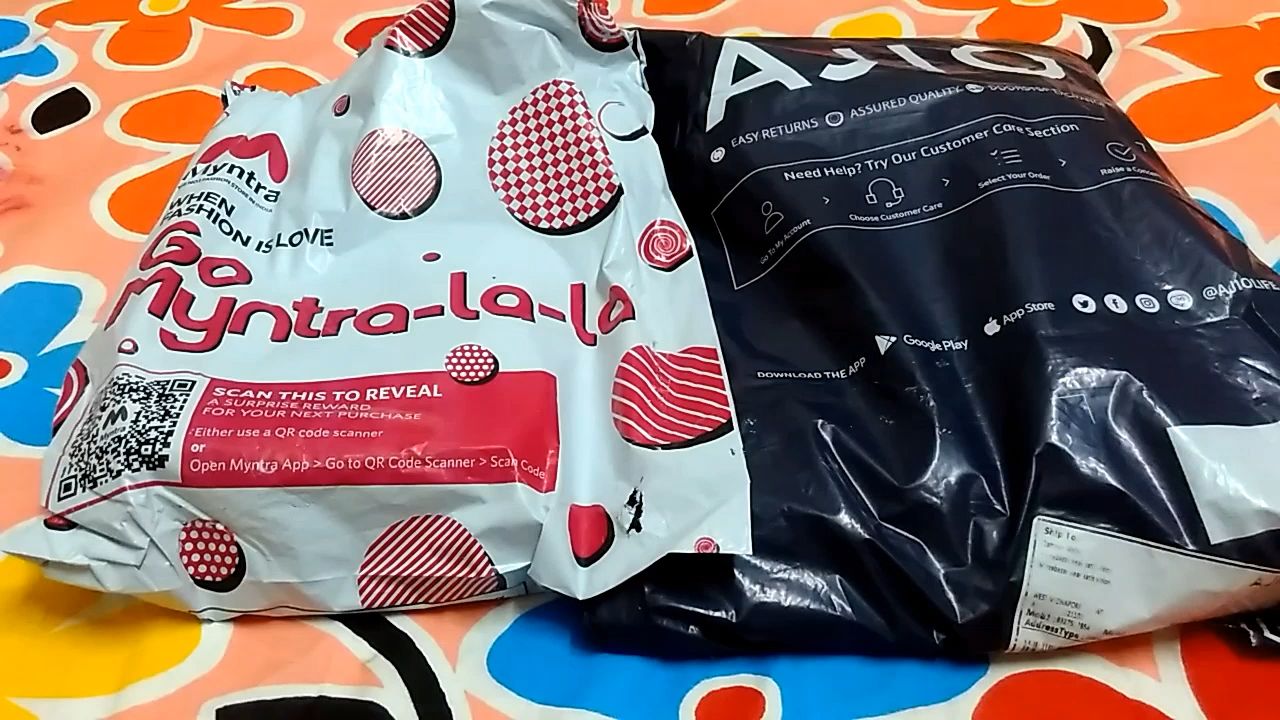 Myntra
WHEN
FASHION IS LOVE
Go
Myntra-la-la
SCAN THIS TO REVEAL
A SURPRISE REWARD
FOR YOUR NEXT PURCHASE
*Either use a QR code scanner
or
Open Myntra App > Go to QR Code Scanner > Scan Code
AJIO
EASY RETURNS ASSURED QUALITY
Need Help? Try Our Customer Care Section
Go To My Account > Choose Customer Care > Select Your Order > Raise a
DOWNLOAD THE APP Google Play App Store @AJIOLIFE
Ship To
AddressType